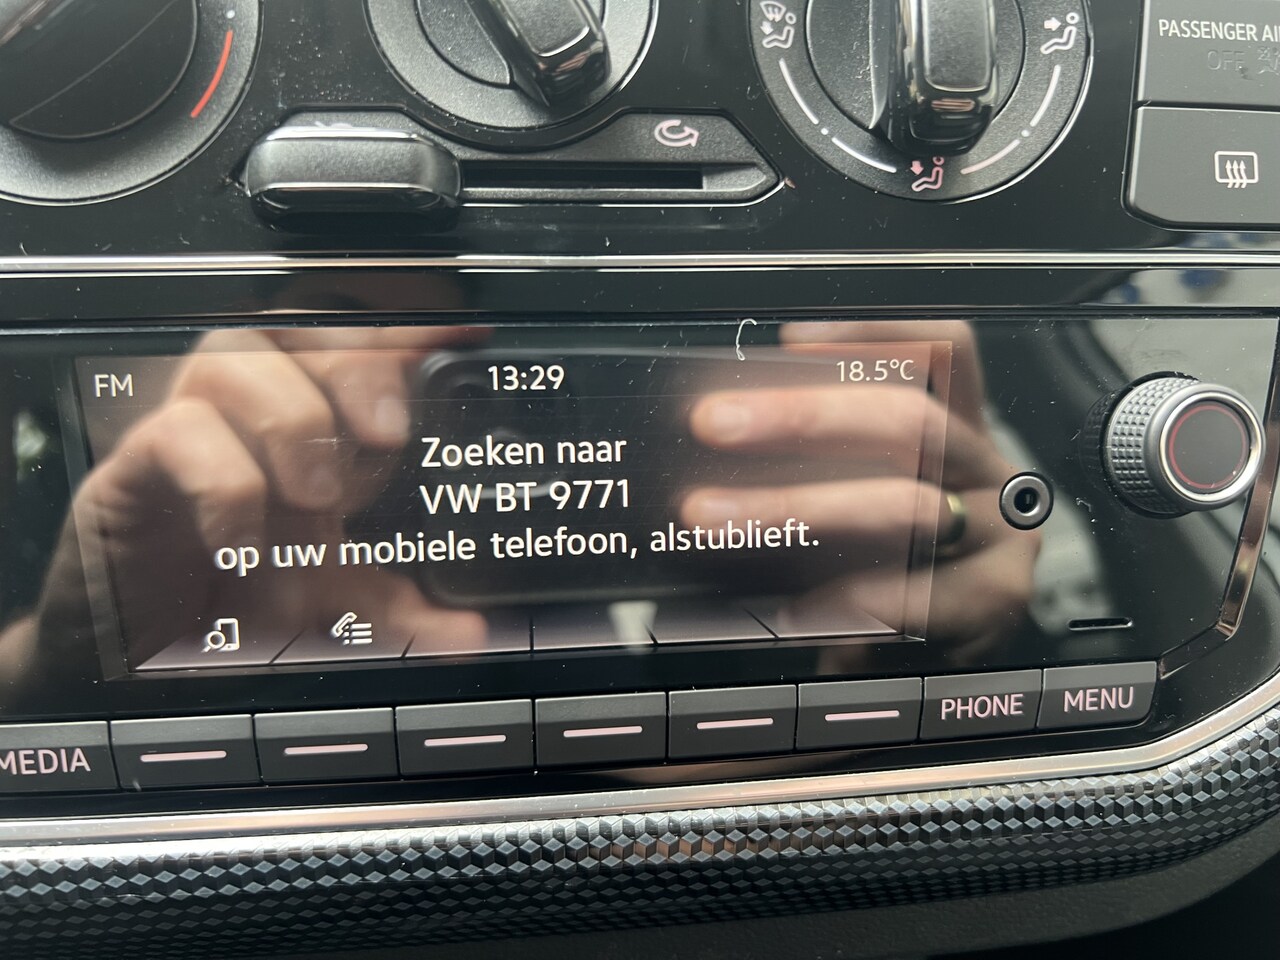 PASSENGER AI
OFF
FM
13:29
18.5°C
Zoeken naar
VW BT 9771
op uw mobiele telefoon, alstublieft.
MEDIA
PHONE
MENU